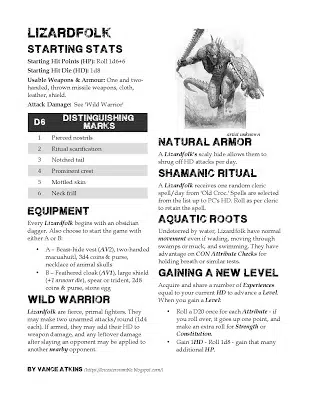 LIZARDFOLK
STARTING STATS
Starting Hit Points (HP): Roll 1d6+6
Starting Hit Die (HD): 1d8
Usable Weapons & Armour: One and two-
handed, thrown missile weapons, cloth,
leather, shield.
Attack Damage: See 'Wild Warrior'
D6 DISTINGUISHING MARKS
1 Pierced nostrils
2 Ritual scarification
3 Notched tail
4 Prominent crest
5 Mottled skin
6 Neck frill
EQUIPMENT
Every Lizardfolk begins with an obsidian
dagger. Also choose to start the game with
either A or B:
• A – Beast-hide vest (AV2), two-handed
macuahuitl, 3d4 coins & purse,
necklace of animal skulls
• B – Feathered cloak (AV1), large shield
(+1 armour die), spear or trident, 2d8
coins & purse, stone egg
WILD WARRIOR
Lizardfolk are fierce, primal fighters. They
may make two unarmed attacks/round (1d4
each). If armed, they may add their HD to
weapon damage, and any leftover damage
after slaying an opponent may be applied to
another nearby opponent.
BY VANCE ATKINS (https://leicestersramble.blogspot.com/)
artist unknown
NATURAL ARMOR
A Lizardfolk's scaly hide allows them to
shrug off HD attacks per day.
SHAMANIC RITUAL
A Lizardfolk receives one random cleric
spell/day from 'Old Croc.' Spells are selected
from the list up to PC's HD. Roll as per cleric
to retain the spell.
AQUATIC ROOTS
Undeterred by water, Lizardfolk have normal
movement even if wading, moving through
swamps or muck, and swimming. They have
advantage on CON Attribute Checks for
holding breath or similar tests.
GAINING A NEW LEVEL
Acquire and share a number of Experiences
equal to your current HD to advance a Level.
When you gain a Level:
• Roll a D20 once for each Attribute - if
you roll over, it goes up one point, and
make an extra roll for Strength or
Constitution.
• Gain 1HD - Roll 1d8 - gain that many
additional HP.